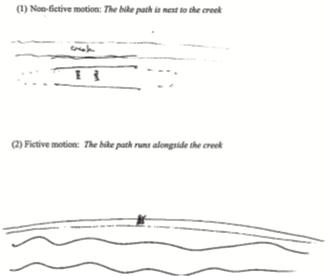 (1) Non-fictive motion: The bike path is next to the creek
creek
(2) Fictive motion: The bike path runs alongside the creek